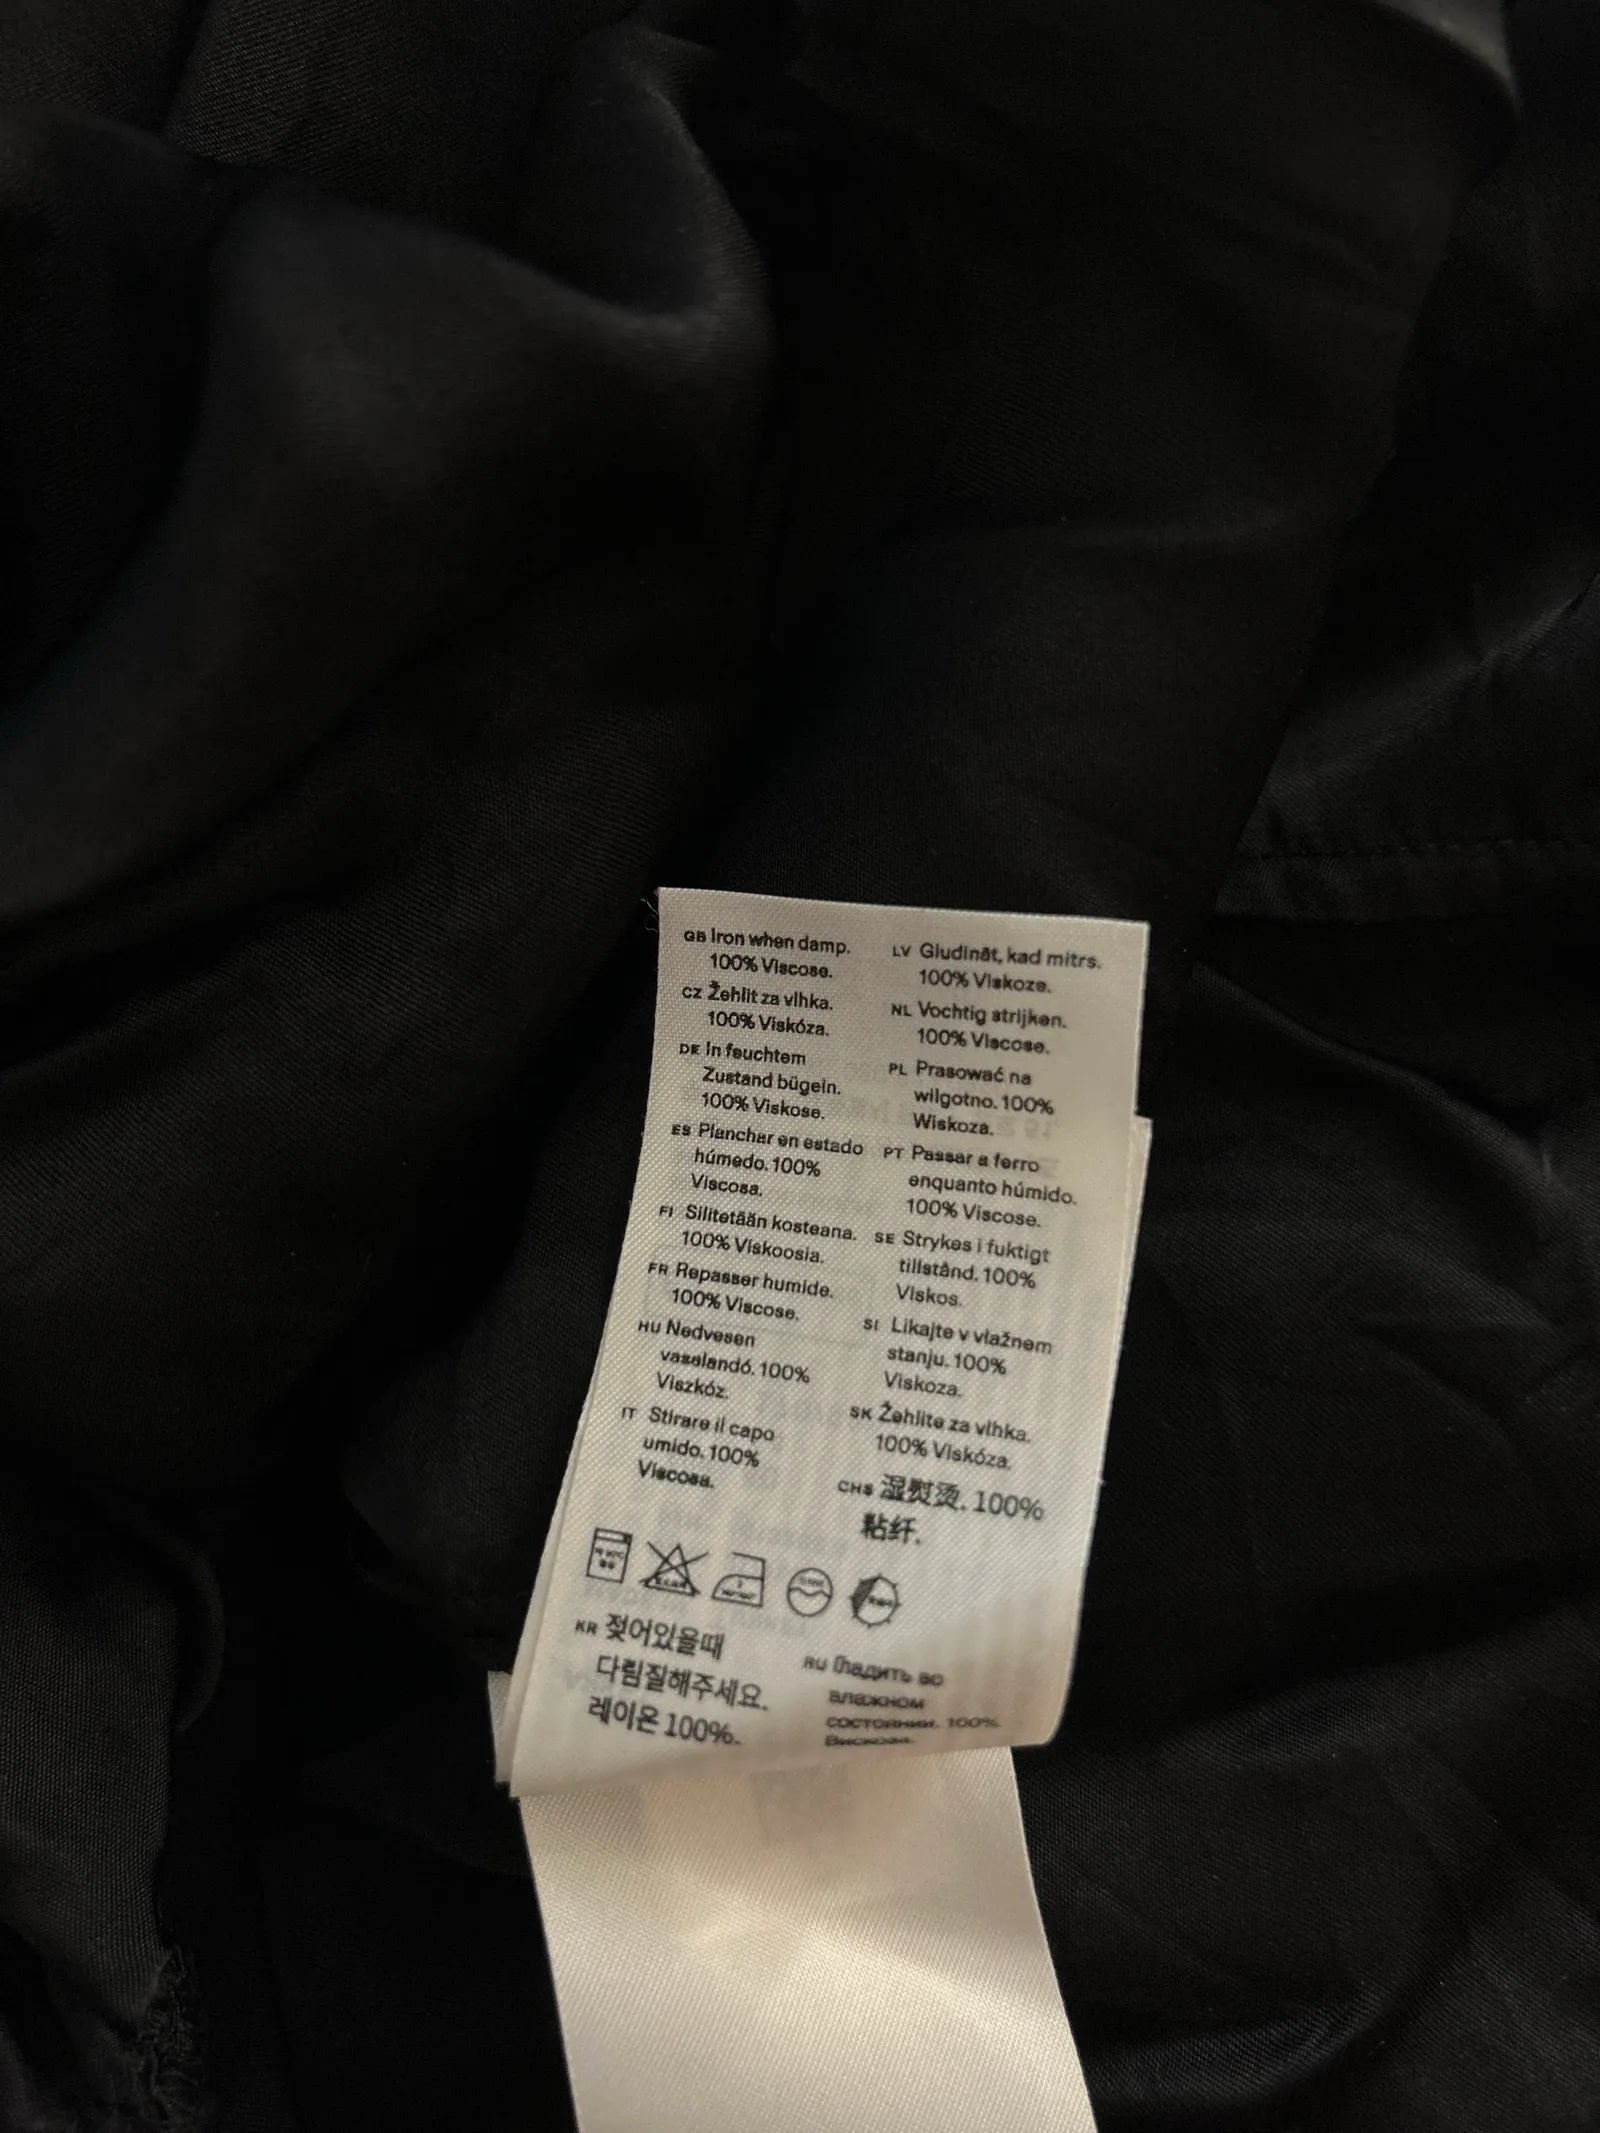 GB Iron when damp.
100% Viscose.
CZ Žehlit za vlhka.
100% Viskóza.
DE In feuchtem
Zustand bügeln.
100% Viskose.
ES Planchar en estado
húmedo. 100%
Viscosa.
FI Silitetään kosteana.
100% Viskoosia.
FR Repasser humide.
100% Viscose.
HU Nedvesen
vasalandó. 100%
Viszkóz.
IT Stirare il capo
umido. 100%
Viscosa.
LV Gludināt, kad mitrs.
100% Viskoze.
NL Vochtig strijken.
100% Viscose.
PL Prasować na
wilgotno. 100%
Wiskoza.
PT Passar a ferro
enquanto húmido.
100% Viscose.
SE Strykes i fuktigt
tillstånd. 100%
Viskos.
SI Likajte v vlažnem
stanju. 100%
Viskoza.
SK Žehlite za vlhka.
100% Viskóza.
CHS 湿熨烫. 100%
粘纤.
KR 젖어있을때
다림질해주세요.
레이온 100%.
RU Гладить во
влажном
состоянии. 100%
Вискоза.